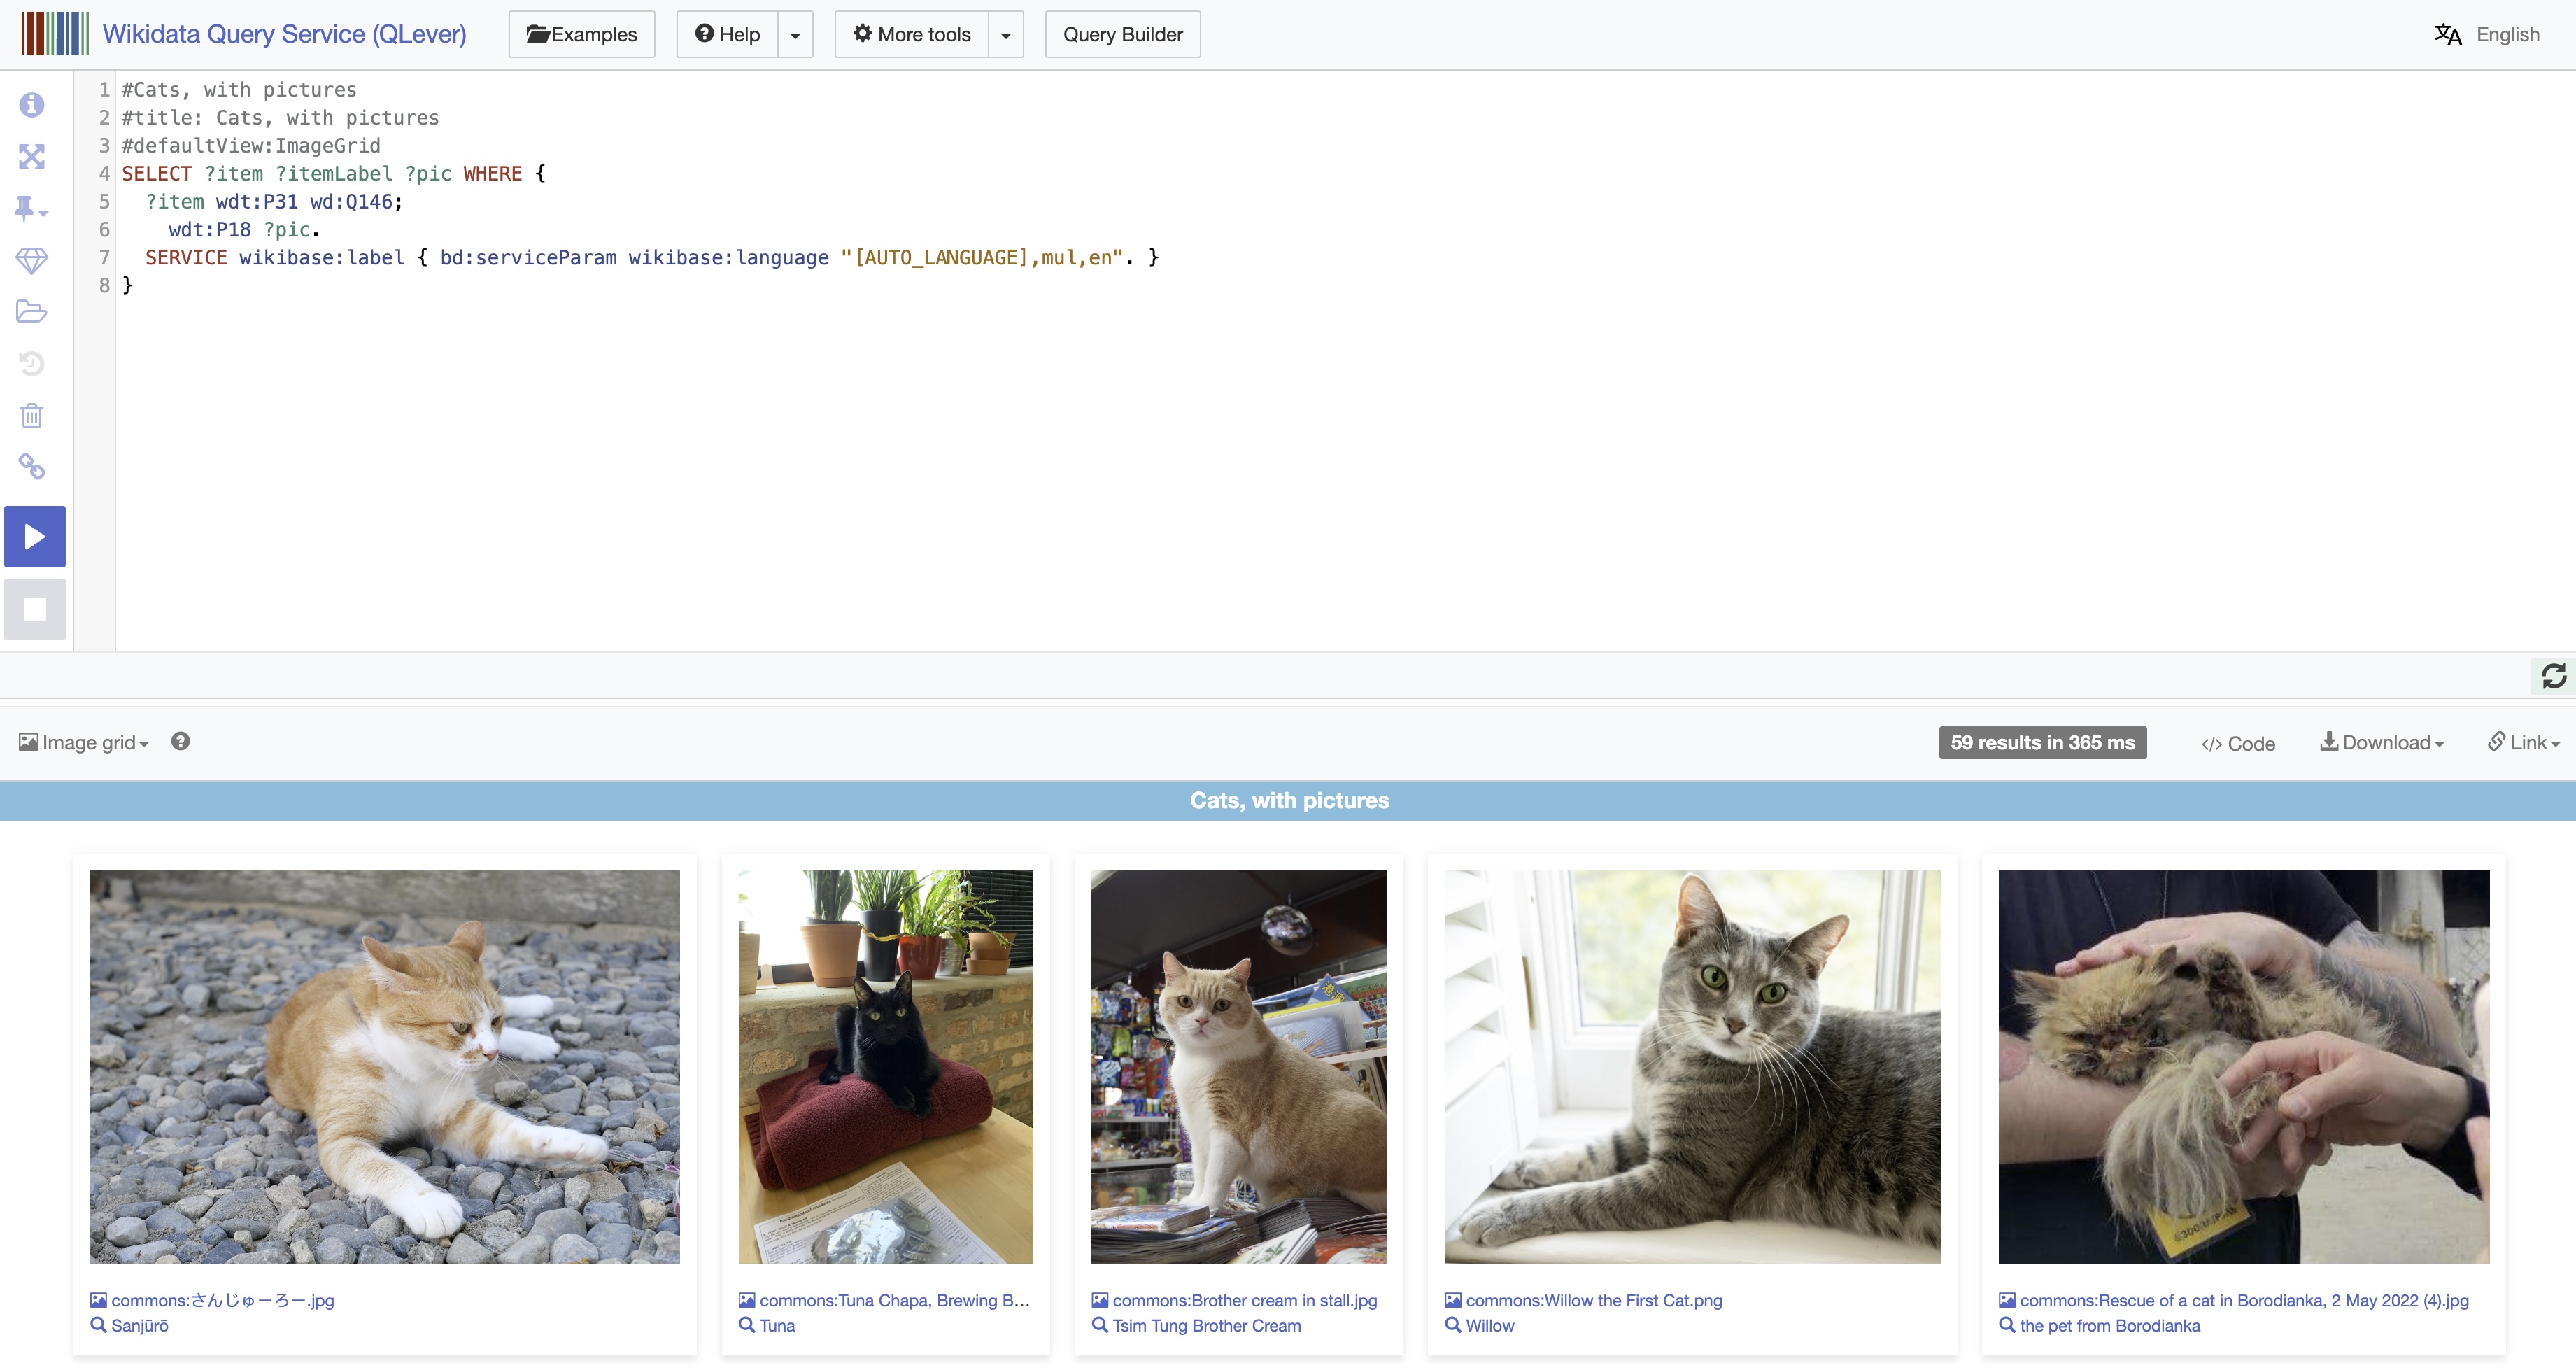 Wikidata Query Service (QLever)
Examples
Help
More tools
Query Builder
English
1 #Cats, with pictures
2 #title: Cats, with pictures
3 #defaultView:ImageGrid
4 SELECT ?item ?itemLabel ?pic WHERE {
5   ?item wdt:P31 wd:Q146;
6     wdt:P18 ?pic.
7   SERVICE wikibase:label { bd:serviceParam wikibase:language "[AUTO_LANGUAGE],mul,en". }
8 }
Image grid
59 results in 365 ms
</> Code
Download
Link
Cats, with pictures
commons:さんじゅーろー.jpg
Sanjūrō
commons:Tuna Chapa, Brewing B...
Tuna
commons:Brother cream in stall.jpg
Tsim Tung Brother Cream
commons:Willow the First Cat.png
Willow
commons:Rescue of a cat in Borodianka, 2 May 2022 (4).jpg
the pet from Borodianka